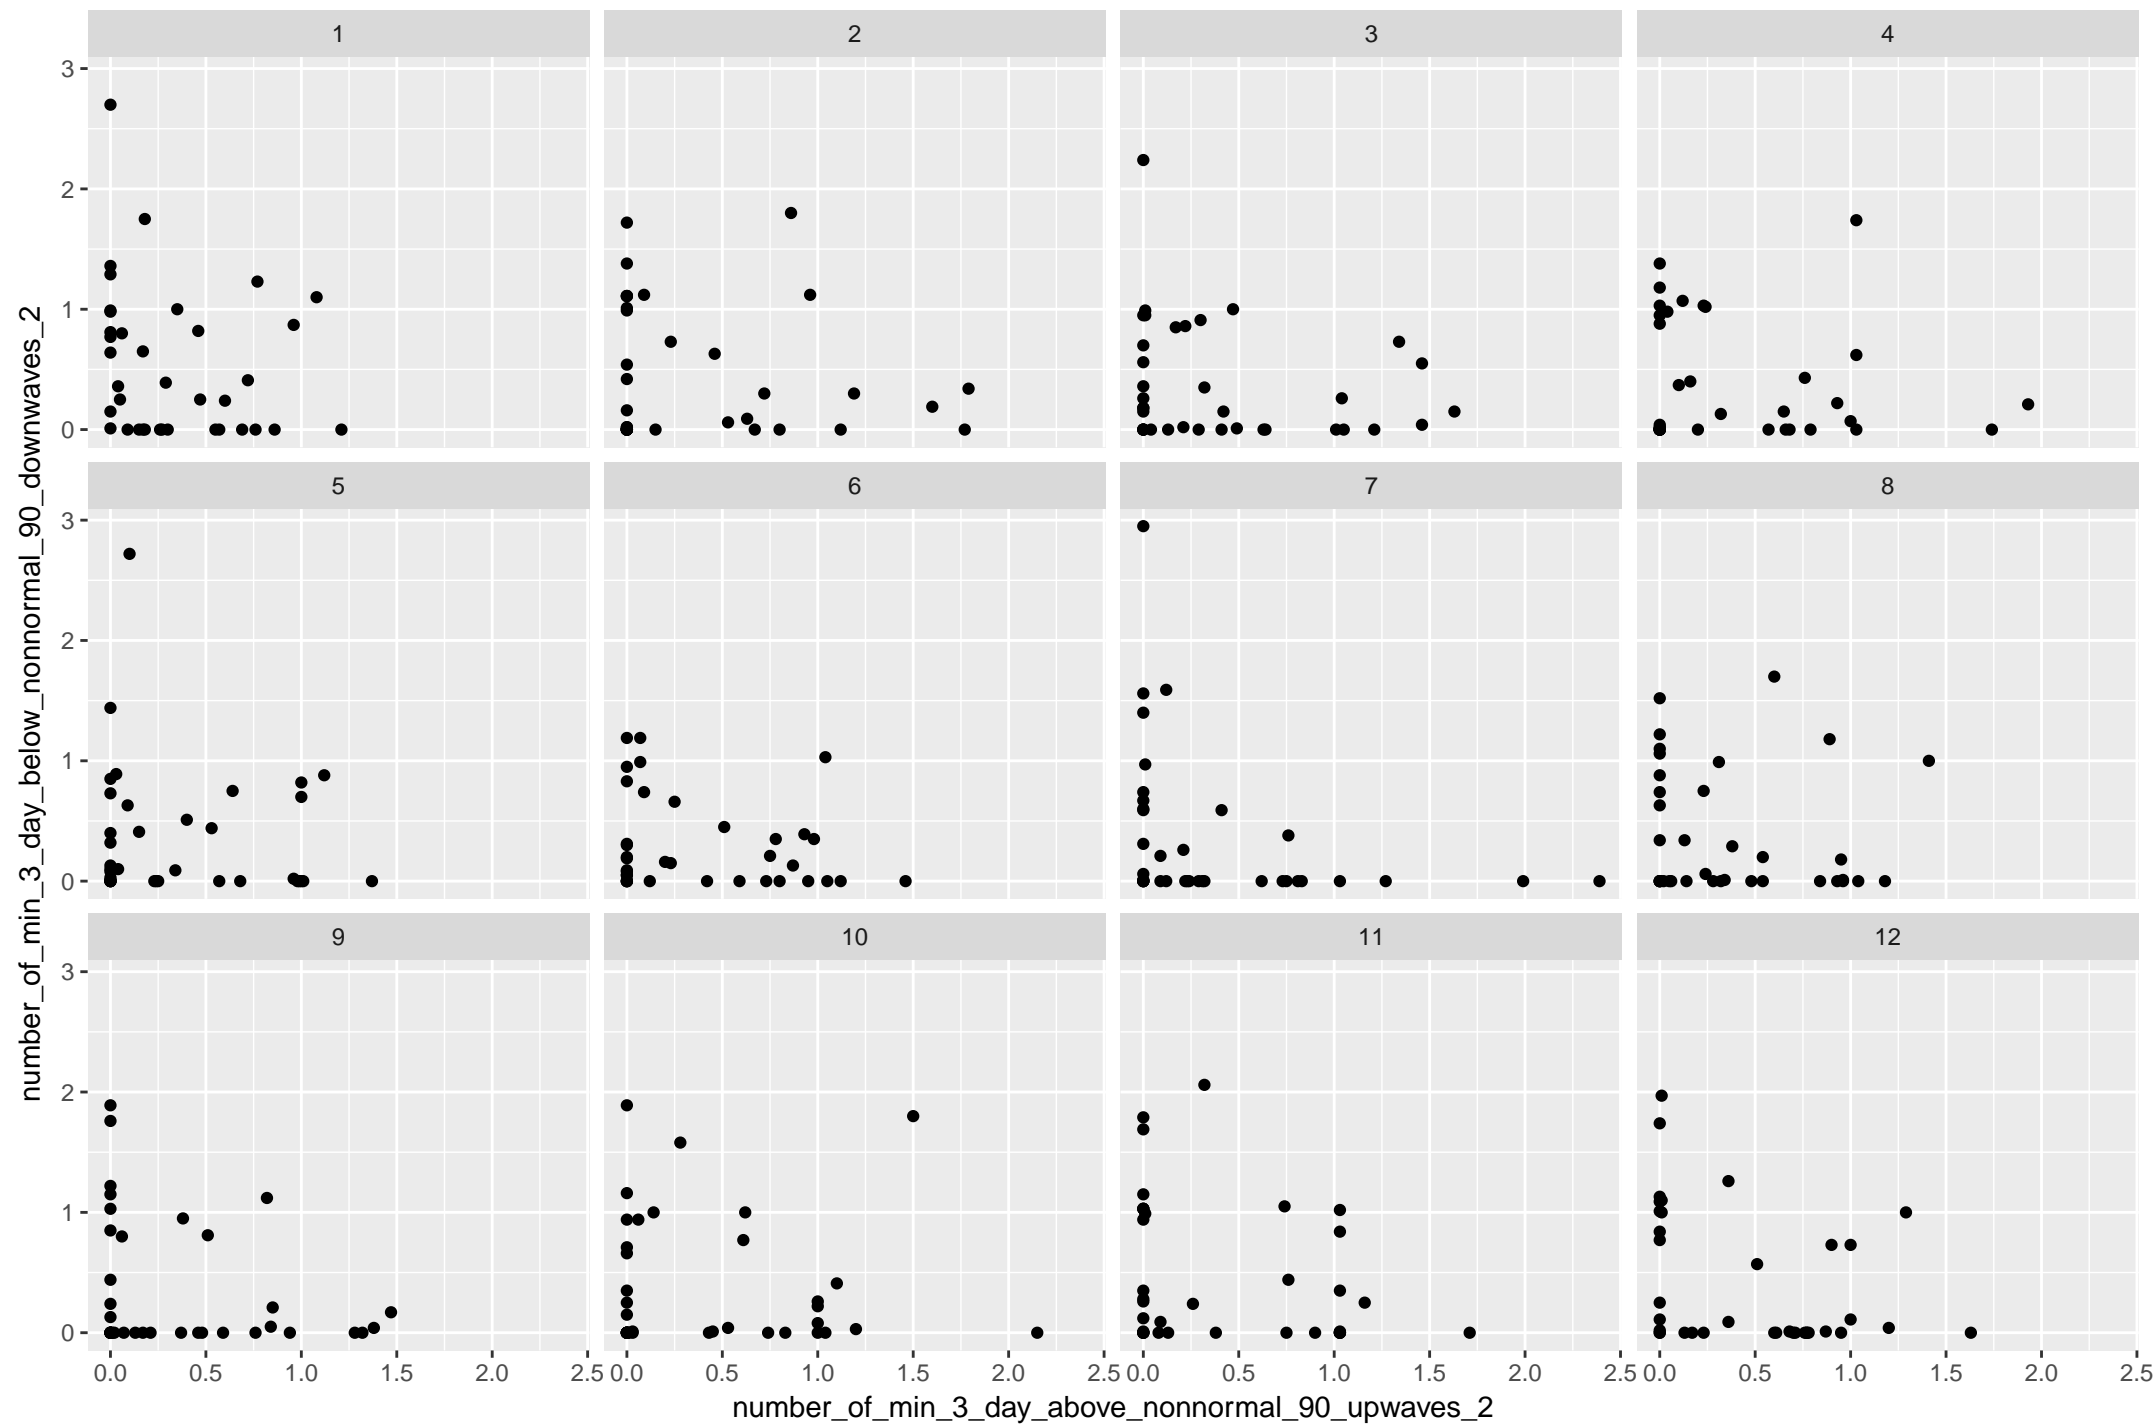 1 2 3 4
3
2
1
0
5 6 7 8
3
2
1
0
9 10 11 12
3
2
1
0
0.0 0.5 1.0 1.5 2.0 2.5 0.0 0.5 1.0 1.5 2.0 2.5 0.0 0.5 1.0 1.5 2.0 2.5 0.0 0.5 1.0 1.5 2.0 2.5
number_of_min_3_day_above_nonnormal_90_upwaves_2
number_of_min_3_day_below_nonnormal_90_downwaves_2